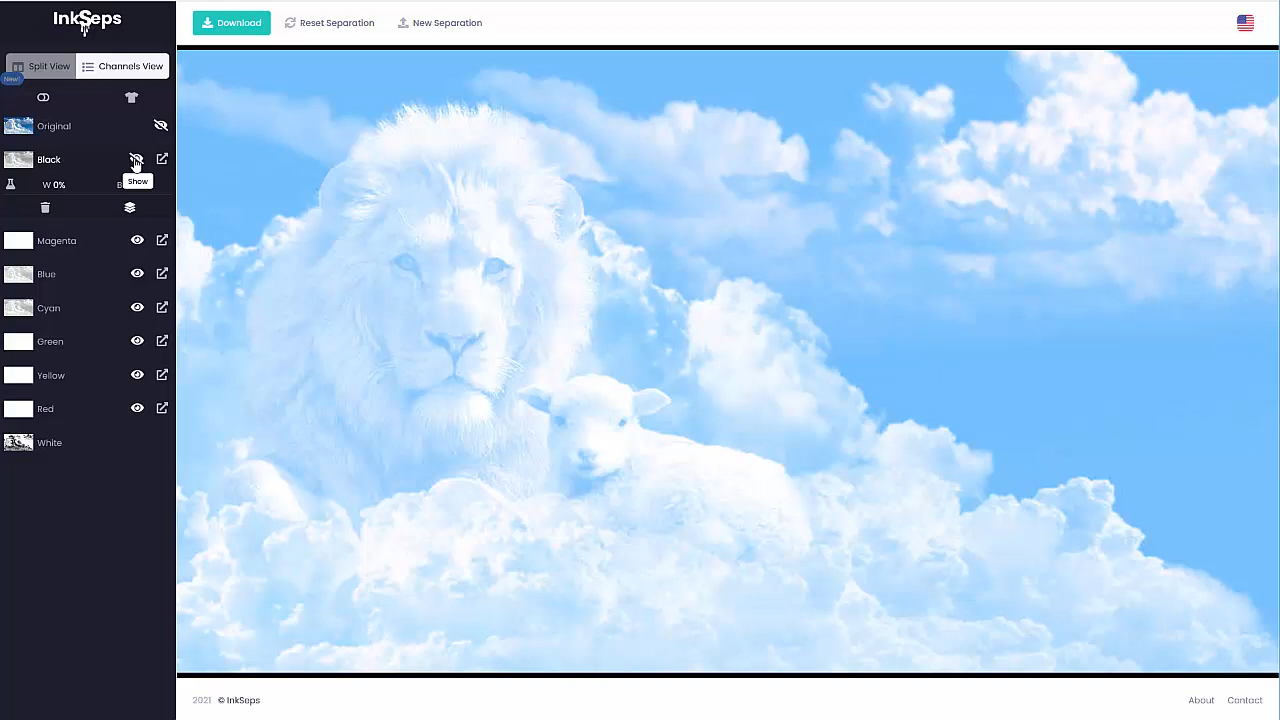 InkSeps
Download
Reset Separation
New Separation
Split View
Channels View
New!
Original
Black
Show
W 0%
B
Magenta
Blue
Cyan
Green
Yellow
Red
White
2021 © InkSeps
About
Contact